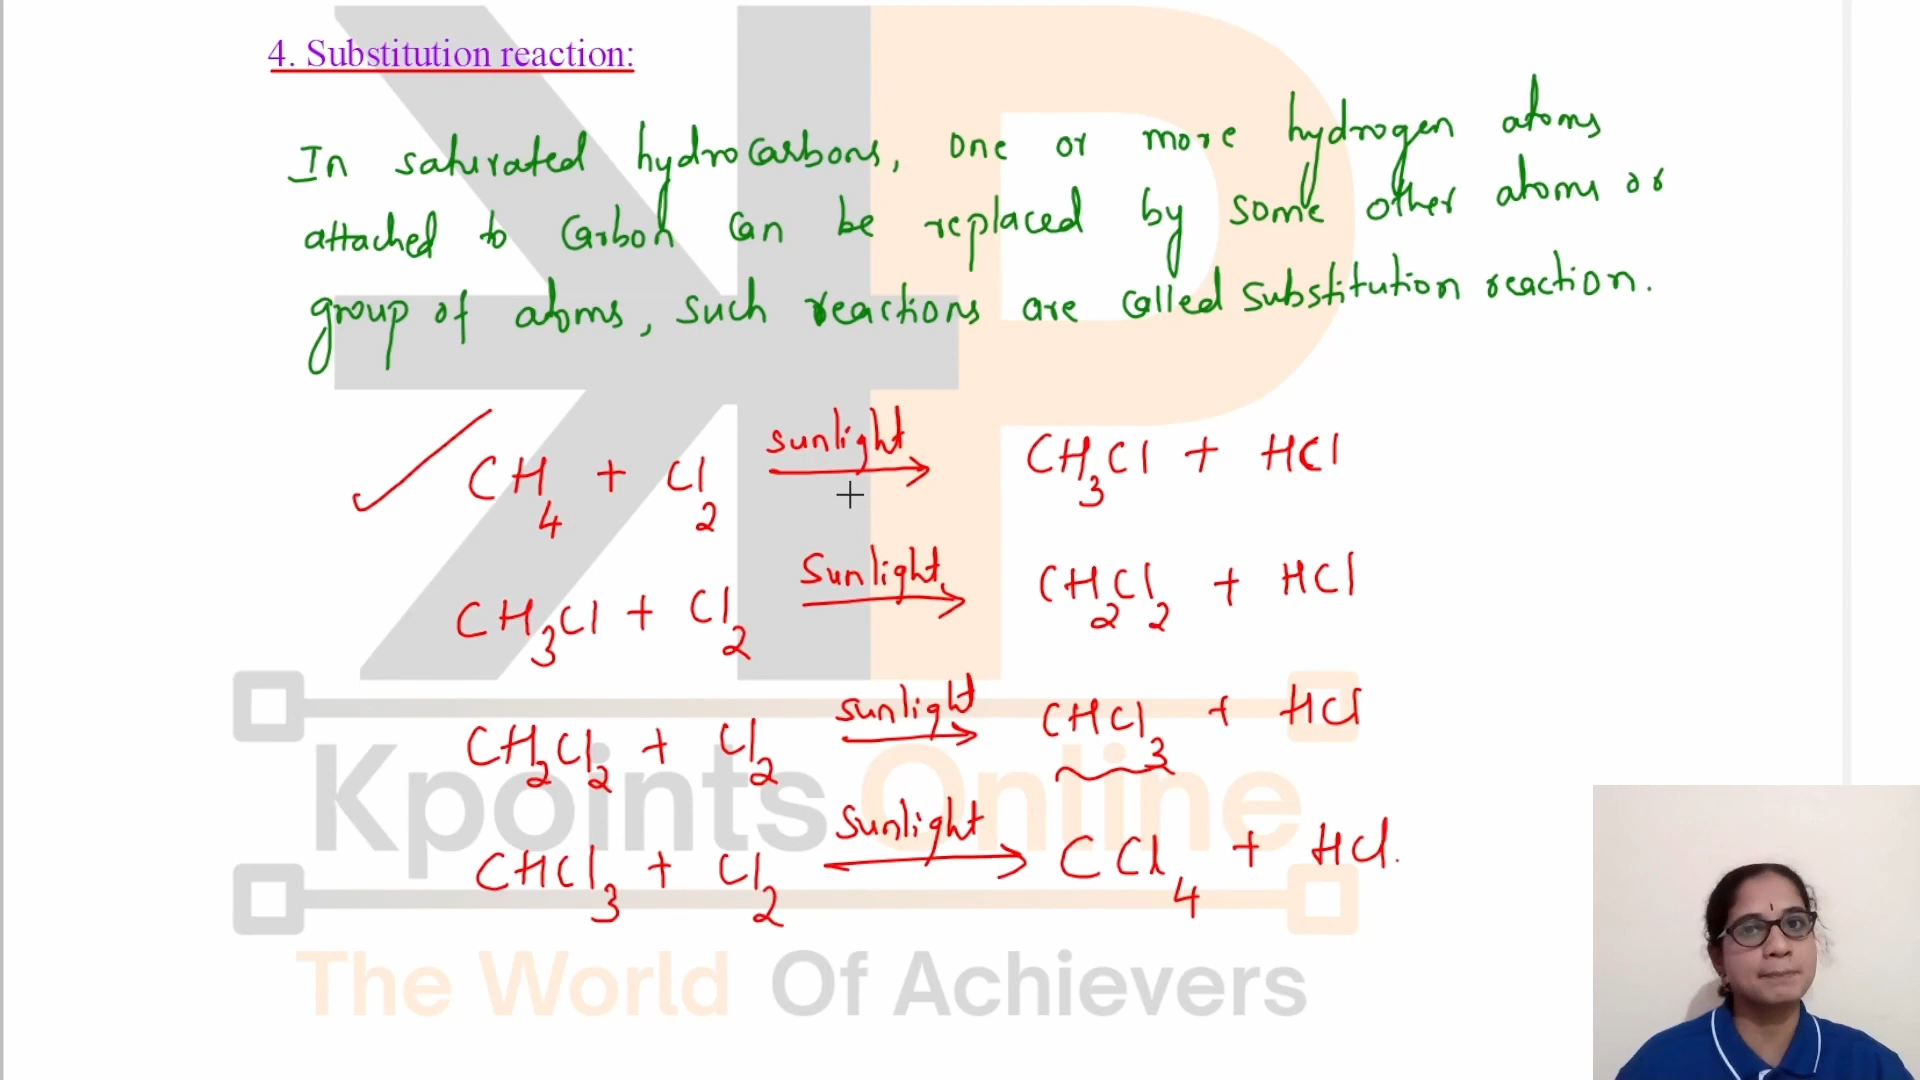 4. Substitution reaction:
In saturated hydrocarbons, one or more hydrogen atoms
attached to Carbon Can be replaced by some other atoms or
group of atoms, such reactions are called substitution reaction.
CH₄ + Cl₂ sunlight → CH₃Cl + HCl
CH₃Cl + Cl₂ Sunlight → CH₂Cl₂ + HCl
CH₂Cl₂ + Cl₂ sunlight → CHCl₃ + HCl
CHCl₃ + Cl₂ Sunlight → CCl₄ + HCl.
KP
Kpoints Online
The World Of Achievers